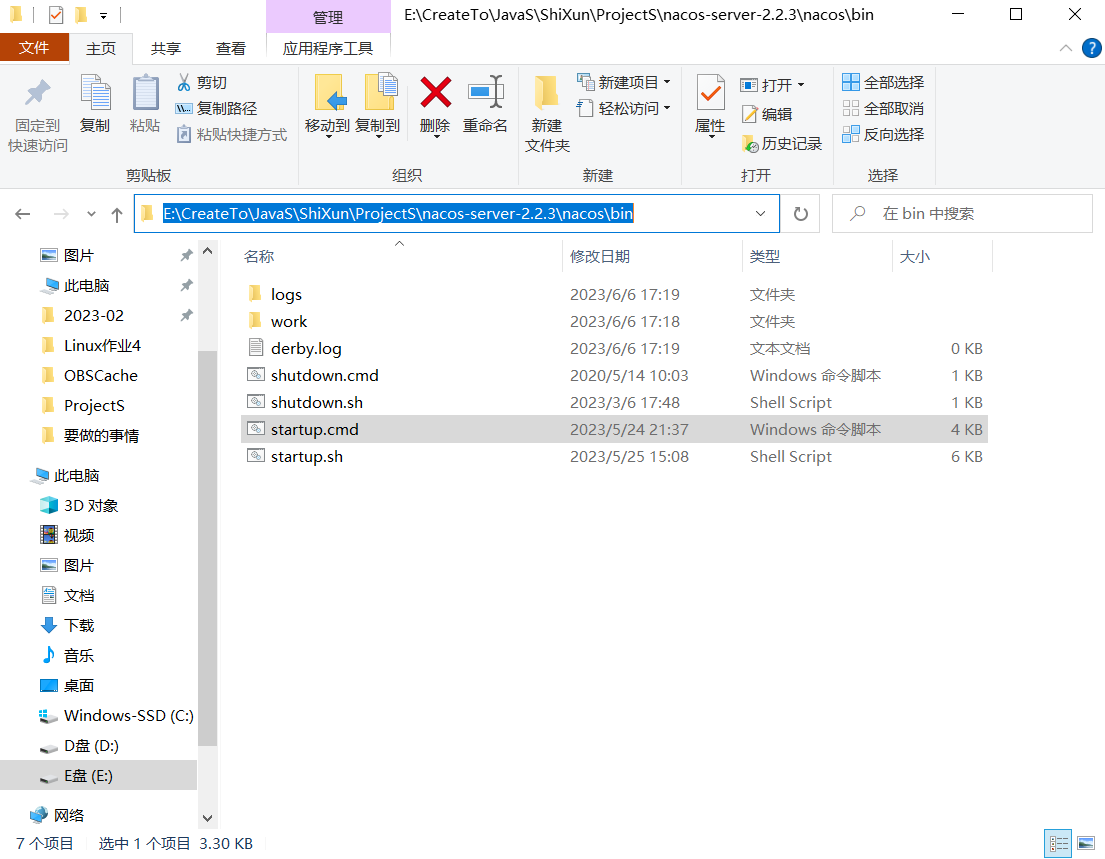 管理
E:\CreateTo\JavaS\ShiXun\ProjectS\nacos-server-2.2.3\nacos\bin
文件 主页 共享 查看 应用程序工具
固定到
快速访问
复制
粘贴
剪切
复制路径
粘贴快捷方式
剪贴板
移动到
复制到
删除
重命名
组织
新建
文件夹
新建项目
轻松访问
新建
属性
打开
编辑
历史记录
打开
全部选择
全部取消
反向选择
选择
E:\CreateTo\JavaS\ShiXun\ProjectS\nacos-server-2.2.3\nacos\bin
在 bin 中搜索
图片
此电脑
2023-02
Linux作业4
OBSCache
ProjectS
要做的事情
此电脑
3D 对象
视频
图片
文档
下载
音乐
桌面
Windows-SSD (C:)
D盘 (D:)
E盘 (E:)
网络
名称 修改日期 类型 大小
logs 2023/6/6 17:19 文件夹
work 2023/6/6 17:18 文件夹
derby.log 2023/6/6 17:19 文本文档 0 KB
shutdown.cmd 2020/5/14 10:03 Windows 命令脚本 1 KB
shutdown.sh 2023/3/6 17:48 Shell Script 1 KB
startup.cmd 2023/5/24 21:37 Windows 命令脚本 4 KB
startup.sh 2023/5/25 15:08 Shell Script 6 KB
7 个项目 选中 1 个项目 3.30 KB